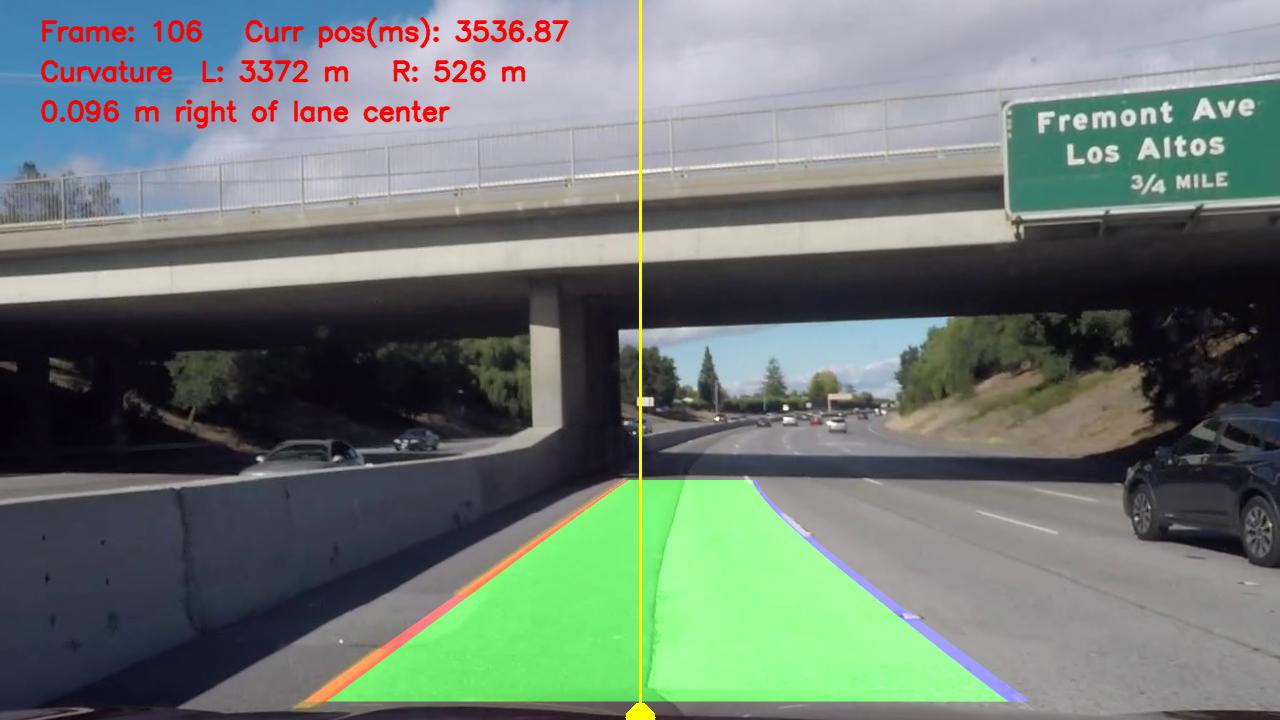 Frame: 106 Curr pos(ms): 3536.87
Curvature L: 3372 m R: 526 m
0.096 m right of lane center
Fremont Ave
Los Altos
3/4 MILE